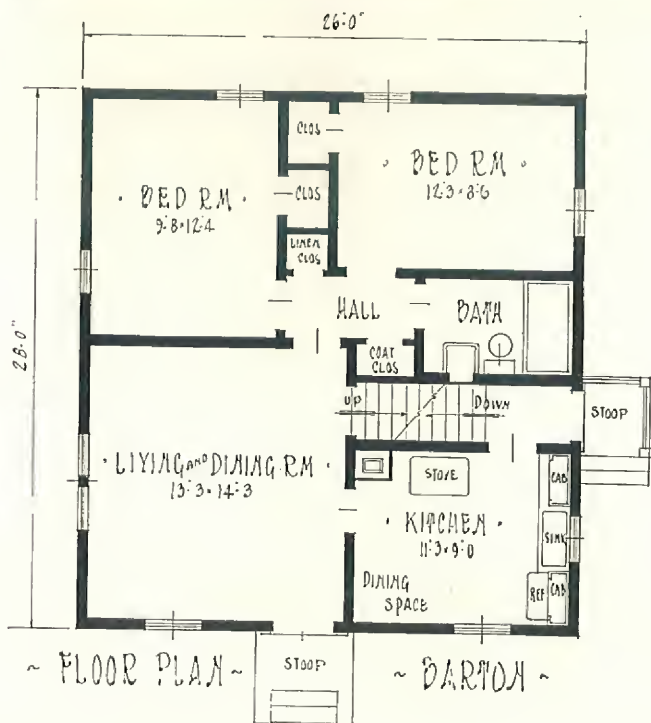 26'-0"
CLOS
BED RM
12'-3 × 8'-6
BED RM
9'-8 × 12'-4
CLOS
LINEN
CLOS
28'-0"
HALL
BATH
COAT
CLOS
UP
DOWN
STOOP
LIVING AND DINING RM
13'-3 × 14'-3
STOVE
CAB
KITCHEN
11'-3 × 9'-0
SINK
DINING
SPACE
REF
CAB
~ FLOOR PLAN ~
STOOP
~ BARTON ~